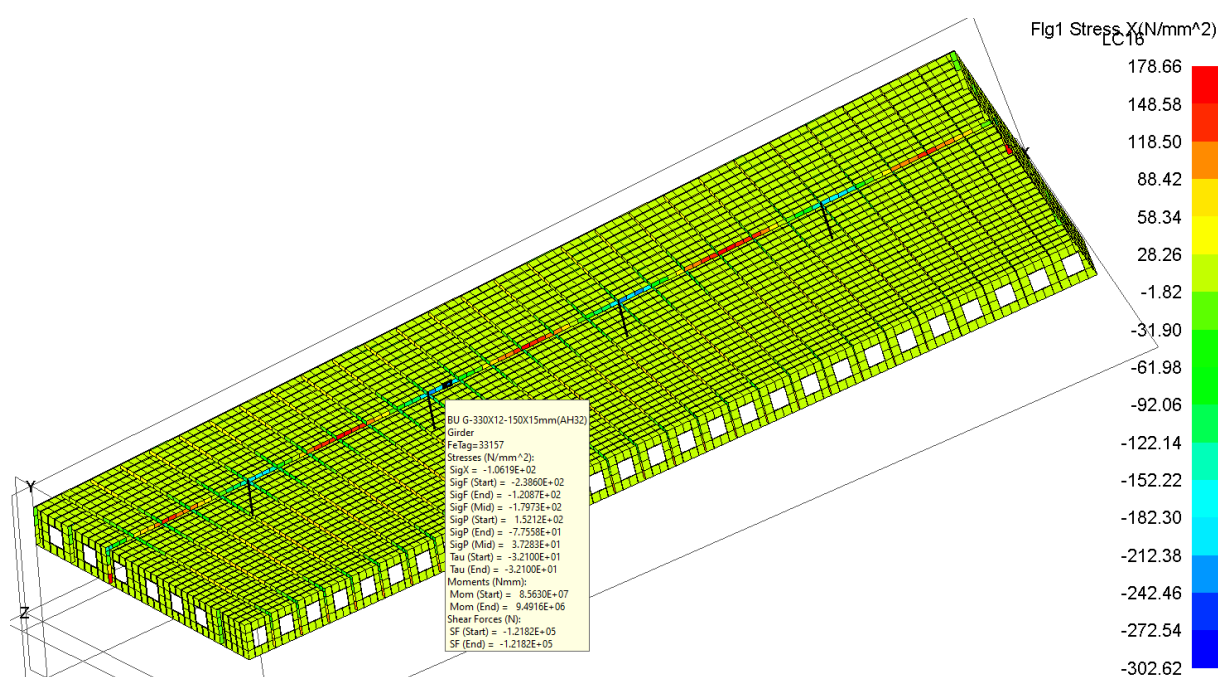 Flg1 Stress X(N/mm^2)
LC16
178.66
148.58
118.50
88.42
58.34
28.26
-1.82
-31.90
-61.98
-92.06
-122.14
-152.22
-182.30
-212.38
-242.46
-272.54
-302.62
Y
Z
BU G-330X12-150X15mm(AH32)
Girder
FeTag=33157
Stresses (N/mm^2):
SigX = -1.0619E+02
SigF (Start) = -2.3860E+02
SigF (End) = -1.2087E+02
SigF (Mid) = -1.7973E+02
SigP (Start) = 1.5212E+02
SigP (End) = -7.7558E+01
SigP (Mid) = 3.7283E+01
Tau (Start) = -3.2100E+01
Tau (End) = -3.2100E+01
Moments (Nmm):
Mom (Start) = 8.5630E+07
Mom (End) = 9.4916E+06
Shear Forces (N):
SF (Start) = -1.2182E+05
SF (End) = -1.2182E+05